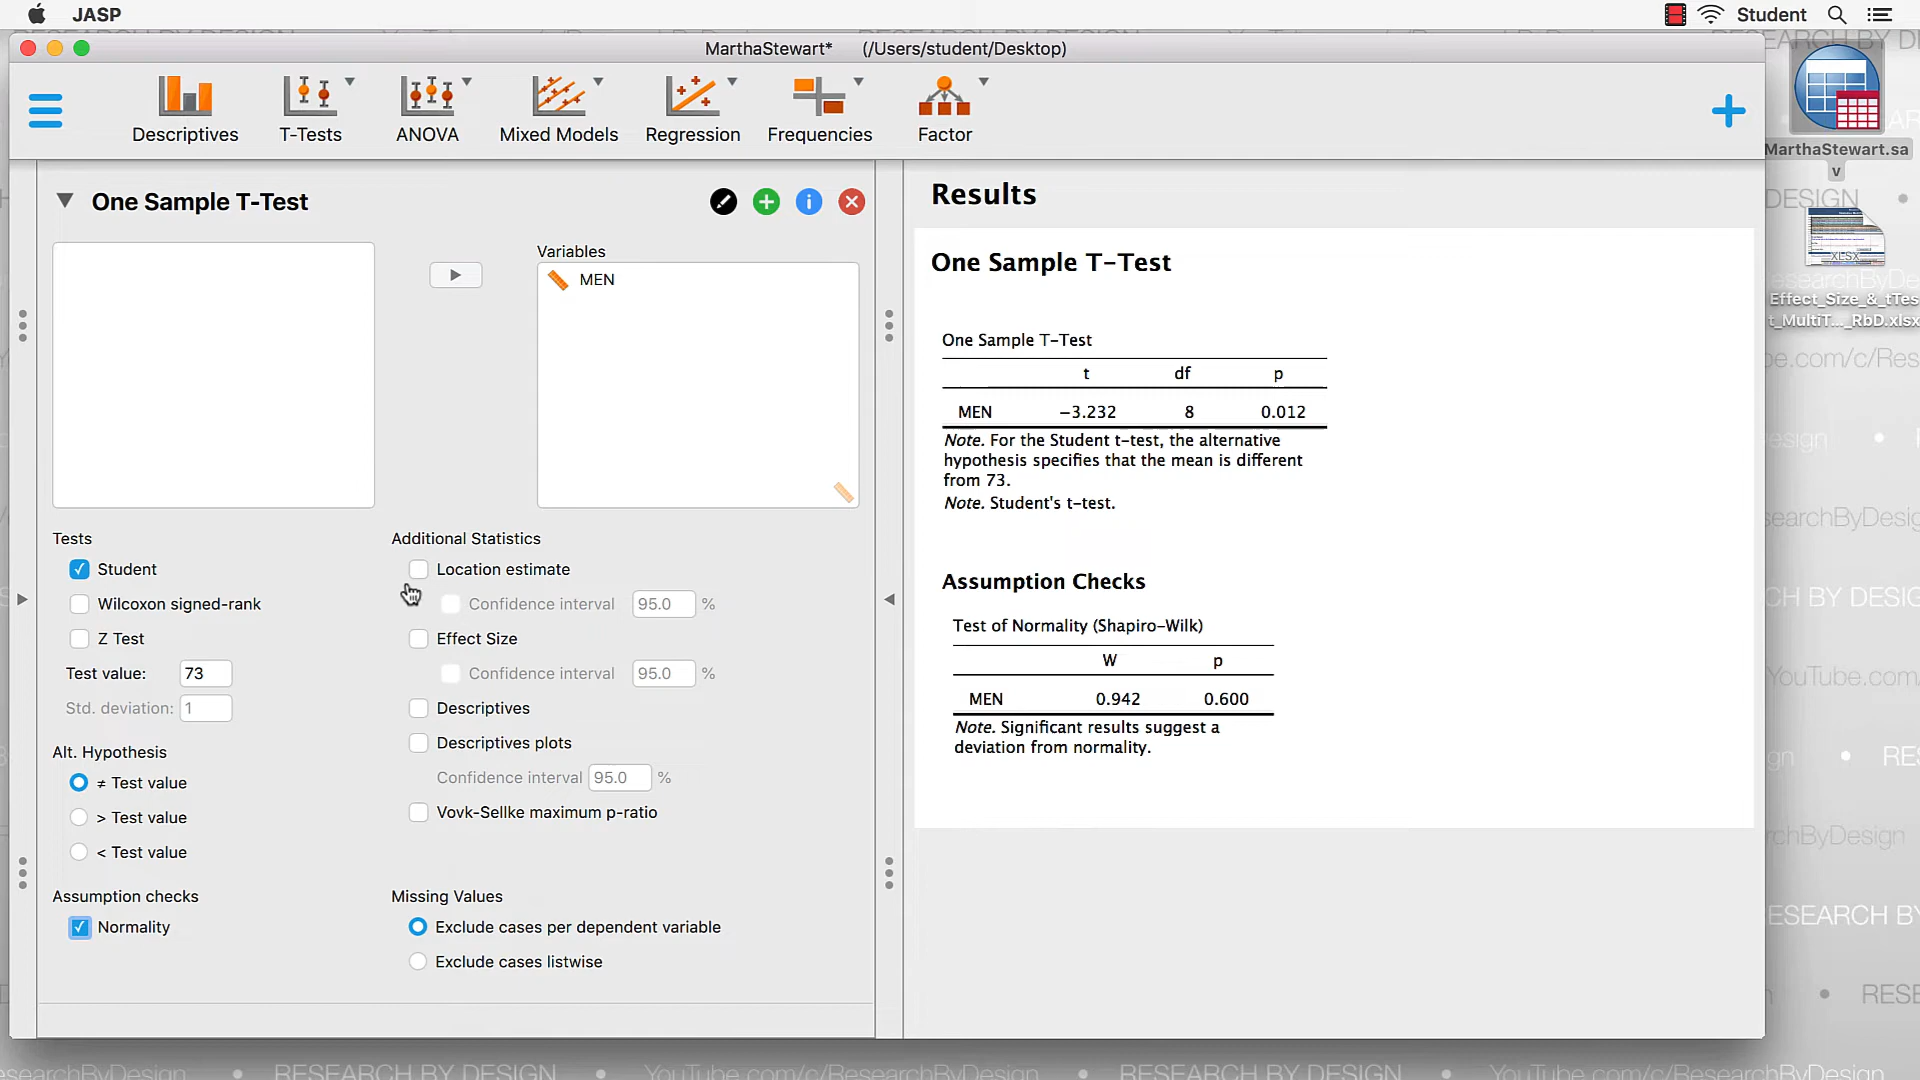 JASP
Student
MarthaStewart* (/Users/student/Desktop)
Descriptives
T-Tests
ANOVA
Mixed Models
Regression
Frequencies
Factor
MarthaStewart.sa
v
XLSX
Effect_Size_&_tTes
t_MultiT..._RbD.xlsx
One Sample T-Test
Variables
MEN
Tests
Student
Wilcoxon signed-rank
Z Test
Test value: 73
Std. deviation: 1
Alt. Hypothesis
≠ Test value
> Test value
< Test value
Assumption checks
Normality
Additional Statistics
Location estimate
Confidence interval 95.0 %
Effect Size
Confidence interval 95.0 %
Descriptives
Descriptives plots
Confidence interval 95.0 %
Vovk-Sellke maximum p-ratio
Missing Values
Exclude cases per dependent variable
Exclude cases listwise
Results
One Sample T-Test
One Sample T-Test
t df p
MEN -3.232 8 0.012
Note. For the Student t-test, the alternative
hypothesis specifies that the mean is different
from 73.
Note. Student's t-test.
Assumption Checks
Test of Normality (Shapiro-Wilk)
W p
MEN 0.942 0.600
Note. Significant results suggest a
deviation from normality.
RESEARCH BY DESIGN • YouTube.com/c/ResearchByDesign • RESEARCH BY DESIGN • YouTube.com/c/ResearchByDesign